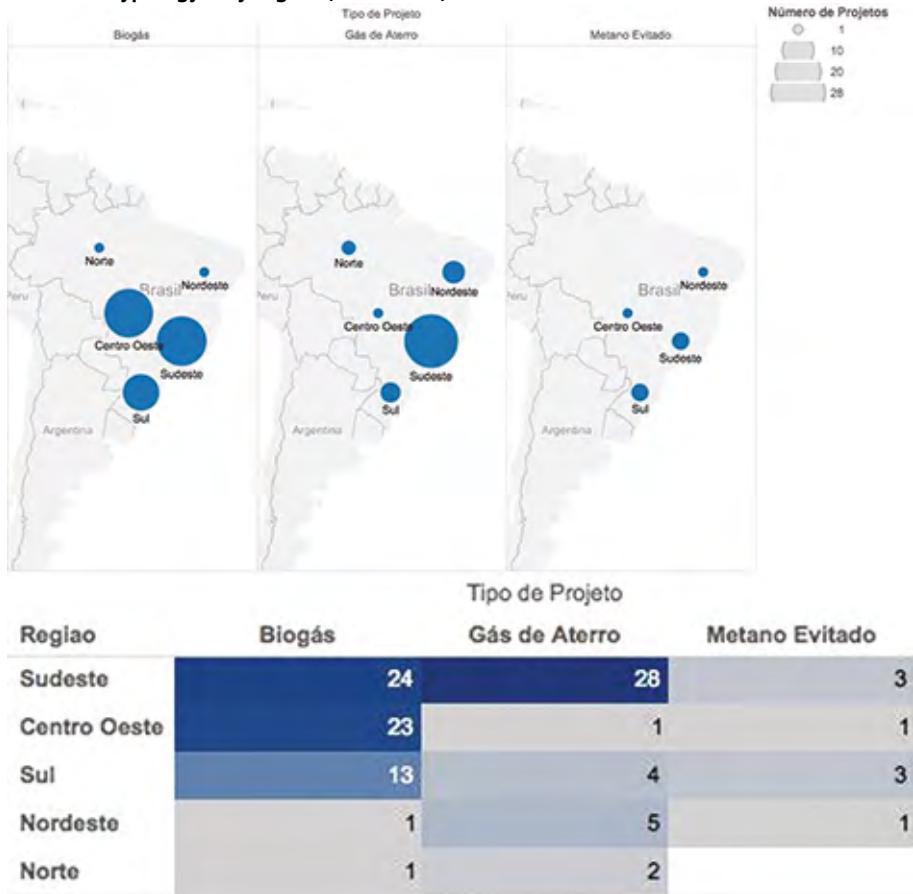 Tipo de Projeto
Biogás Gás de Aterro Metano Evitado
Número de Projetos
1
10
20
28
Norte
Nordeste
Brasil
Peru
Centro Oeste
Sudeste
Sul
Argentina
Norte
Nordeste
Brasil
Peru
Centro Oeste
Sudeste
Sul
Argentina
Nordeste
Brasil
Peru
Centro Oeste
Sudeste
Sul
Argentina
Tipo de Projeto
Regiao Biogás Gás de Aterro Metano Evitado
Sudeste 24 28 3
Centro Oeste 23 1 1
Sul 13 4 3
Nordeste 1 5 1
Norte 1 2